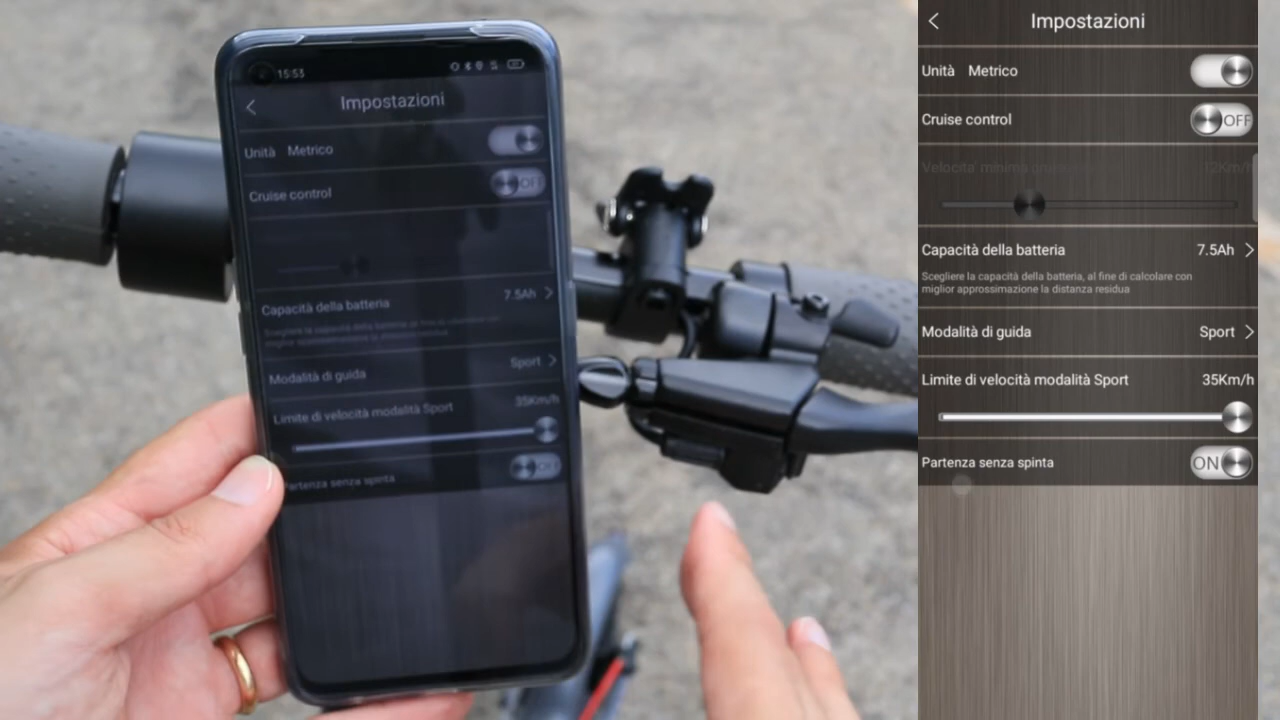 15:53
Impostazioni
Unità Metrico
Cruise control OFF
Capacità della batteria 7.5Ah
Modalità di guida Sport
Limite di velocità modalità Sport 35Km/h
Partenza senza spinta OFF
Impostazioni
Unità Metrico
Cruise control OFF
Velocita' minima 12Km/h
Capacità della batteria 7.5Ah
Scegliere la capacità della batteria, al fine di calcolare con
miglior approssimazione la distanza residua
Modalità di guida Sport
Limite di velocità modalità Sport 35Km/h
Partenza senza spinta ON